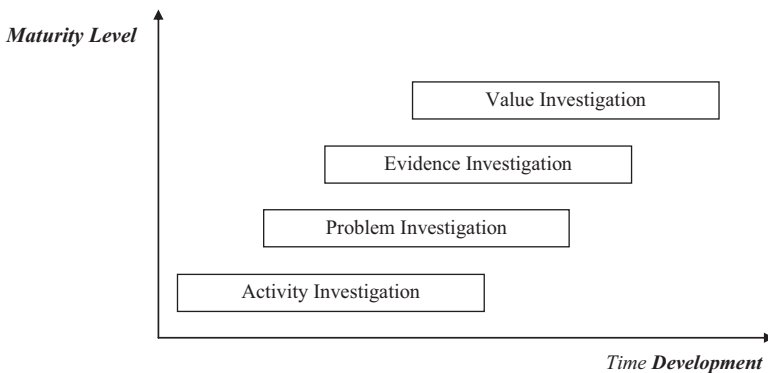 Maturity Level
Value Investigation
Evidence Investigation
Problem Investigation
Activity Investigation
Time Development